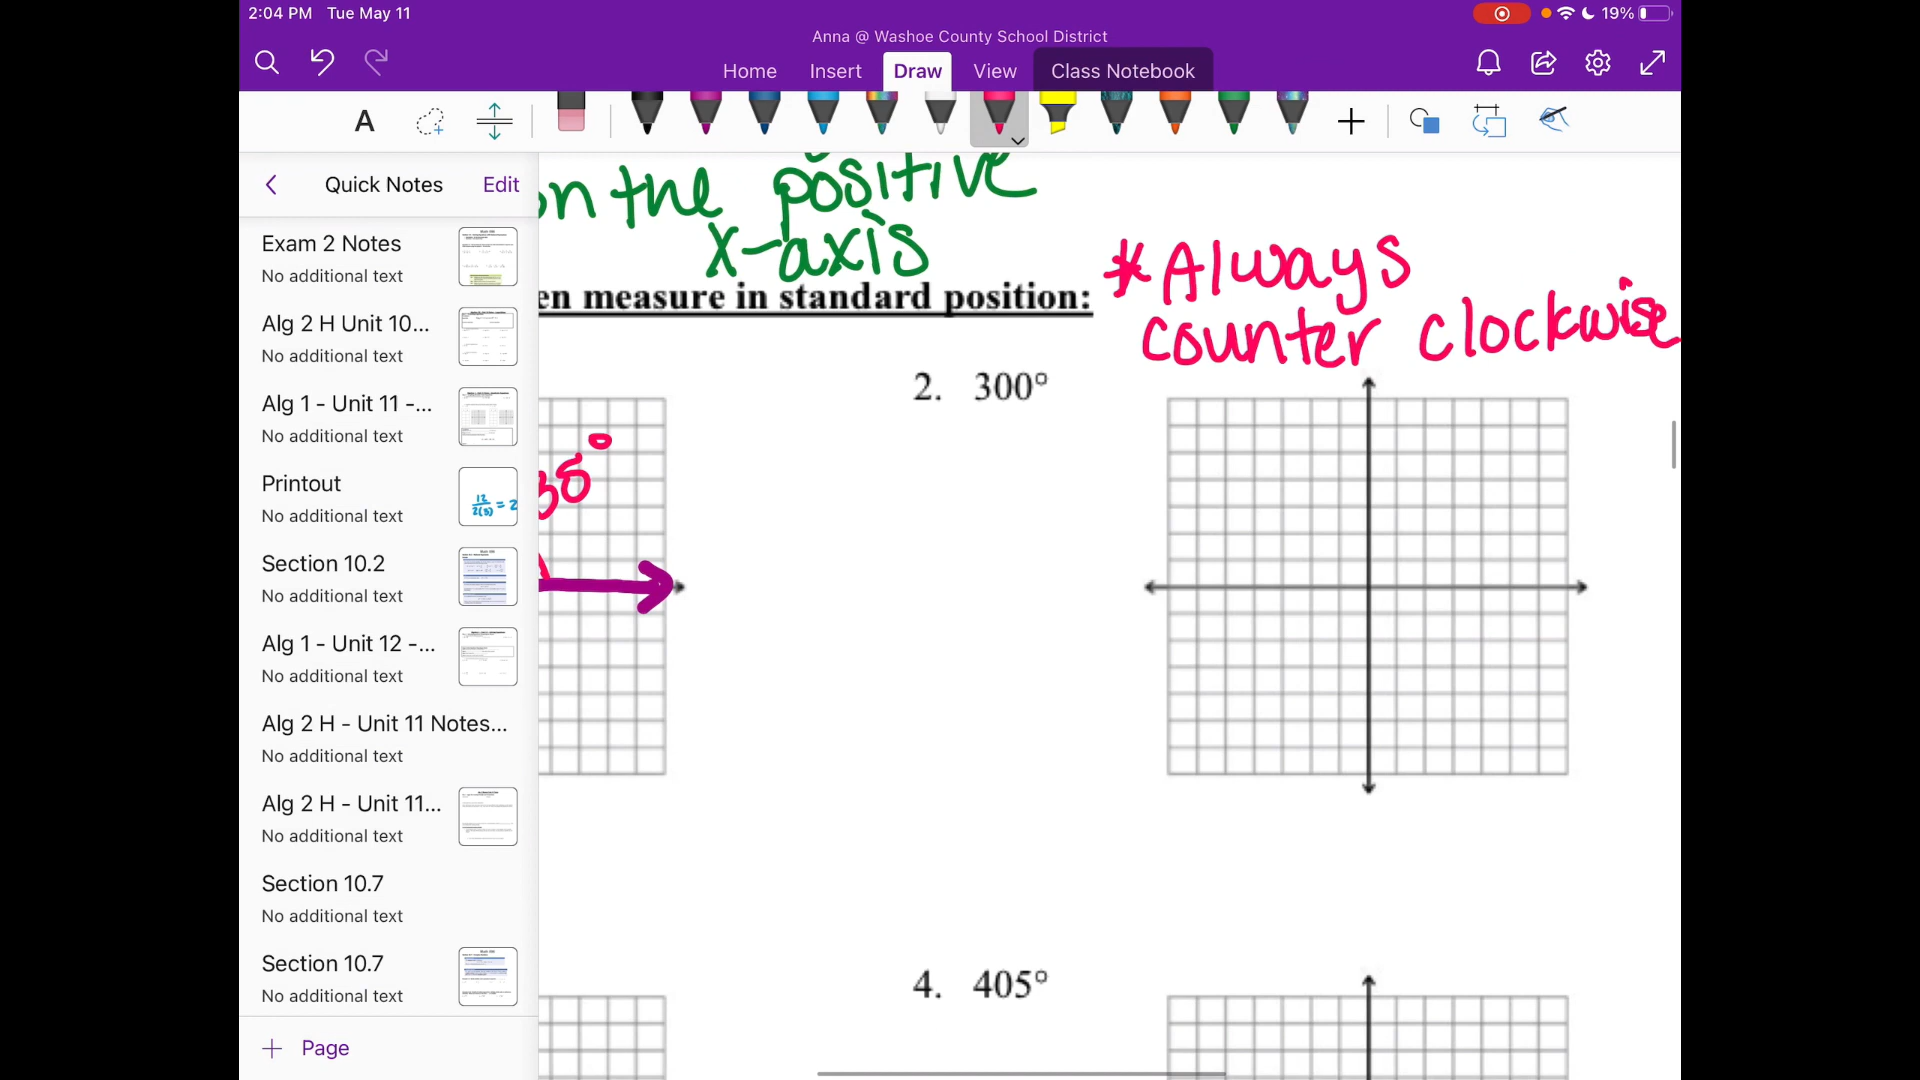 2:04 PM Tue May 11
19%
Anna @ Washoe County School District
Home Insert Draw View Class Notebook
A
Quick Notes Edit
Exam 2 Notes
No additional text
Alg 2 H Unit 10...
No additional text
Alg 1 - Unit 11 -...
No additional text
Printout
No additional text
Section 10.2
No additional text
Alg 1 - Unit 12 -...
No additional text
Alg 2 H - Unit 11 Notes...
No additional text
Alg 2 H - Unit 11...
No additional text
Section 10.7
No additional text
Section 10.7
No additional text
+ Page
on the positive
x-axis
en measure in standard position:
*Always
counter clockwise
2. 300°
4. 405°